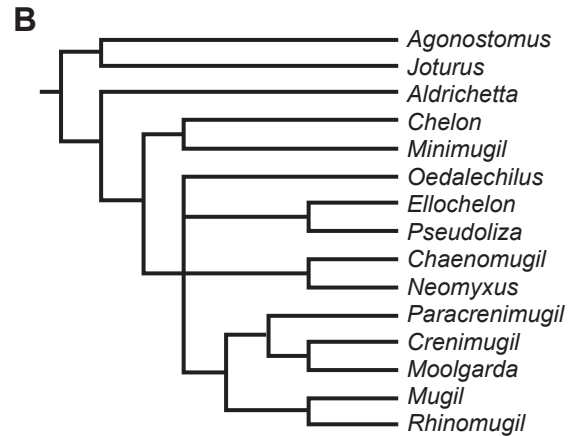 B
Agonostomus
Joturus
Aldrichetta
Chelon
Minimugil
Oedalechilus
Ellochelon
Pseudoliza
Chaenomugil
Neomyxus
Paracrenimugil
Crenimugil
Moolgarda
Mugil
Rhinomugil